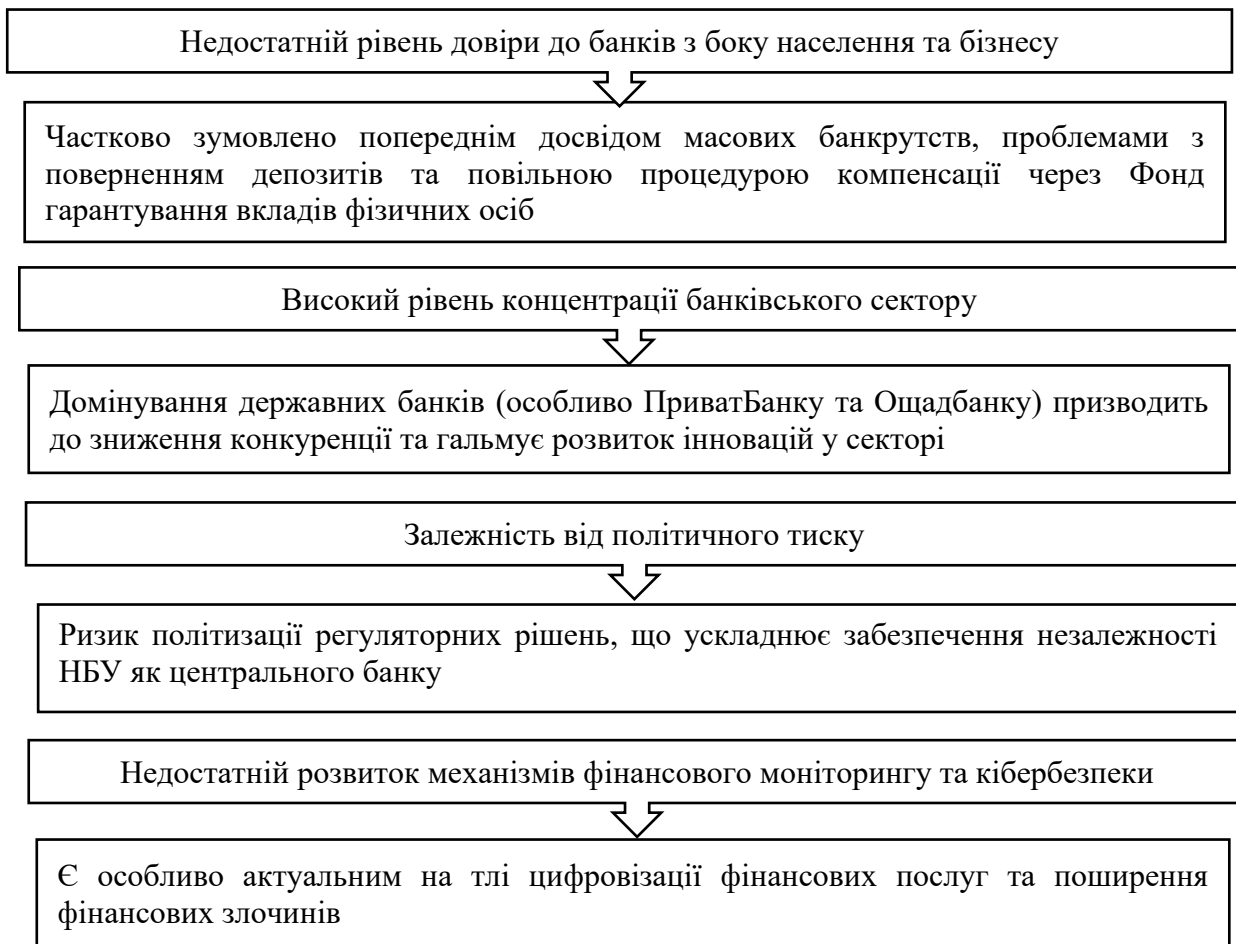 Недостатній рівень довіри до банків з боку населення та бізнесу
Частково зумовлено попереднім досвідом масових банкрутств, проблемами з
поверненням депозитів та повільною процедурою компенсації через Фонд
гарантування вкладів фізичних осіб
Високий рівень концентрації банківського сектору
Домінування державних банків (особливо ПриватБанку та Ощадбанку) призводить
до зниження конкуренції та гальмує розвиток інновацій у секторі
Залежність від політичного тиску
Ризик політизації регуляторних рішень, що ускладнює забезпечення незалежності
НБУ як центрального банку
Недостатній розвиток механізмів фінансового моніторингу та кібербезпеки
Є особливо актуальним на тлі цифровізації фінансових послуг та поширення
фінансових злочинів